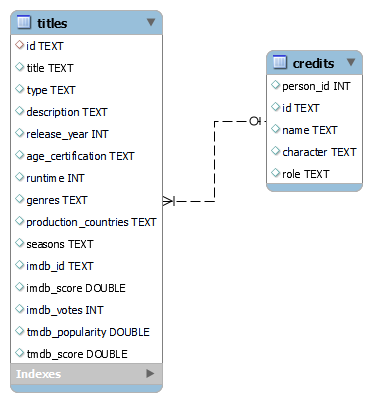 titles
id TEXT
title TEXT
type TEXT
description TEXT
release_year INT
age_certification TEXT
runtime INT
genres TEXT
production_countries TEXT
seasons TEXT
imdb_id TEXT
imdb_score DOUBLE
imdb_votes INT
tmdb_popularity DOUBLE
tmdb_score DOUBLE
Indexes
credits
person_id INT
id TEXT
name TEXT
character TEXT
role TEXT